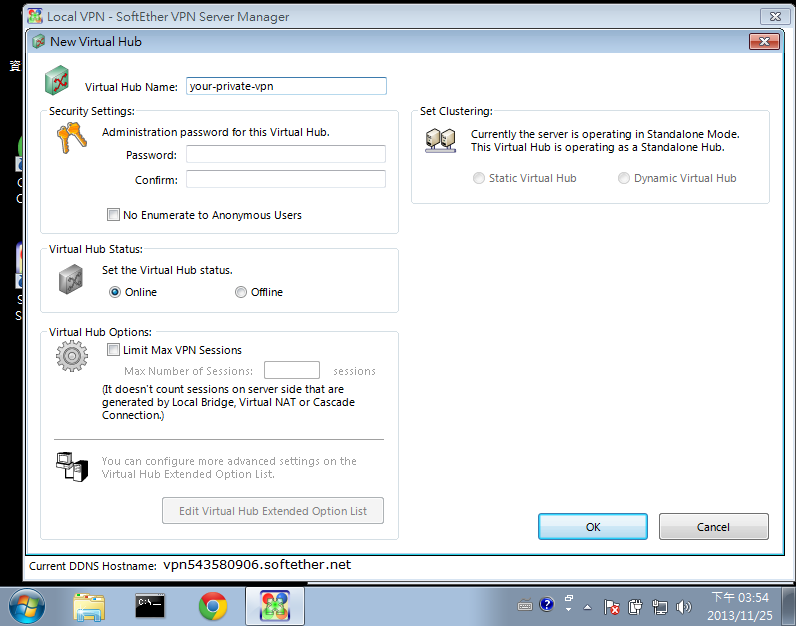 Local VPN - SoftEther VPN Server Manager
New Virtual Hub
資
Virtual Hub Name: your-private-vpn
Security Settings:
Administration password for this Virtual Hub.
Password:
Confirm:
No Enumerate to Anonymous Users
Set Clustering:
Currently the server is operating in Standalone Mode.
This Virtual Hub is operating as a Standalone Hub.
Static Virtual Hub Dynamic Virtual Hub
Virtual Hub Status:
Set the Virtual Hub status.
Online Offline
Virtual Hub Options:
Limit Max VPN Sessions
Max Number of Sessions: sessions
(It doesn't count sessions on server side that are
generated by Local Bridge, Virtual NAT or Cascade
Connection.)
You can configure more advanced settings on the
Virtual Hub Extended Option List.
Edit Virtual Hub Extended Option List
OK Cancel
Current DDNS Hostname: vpn543580906.softether.net
C:\_
下午 03:54
2013/11/25